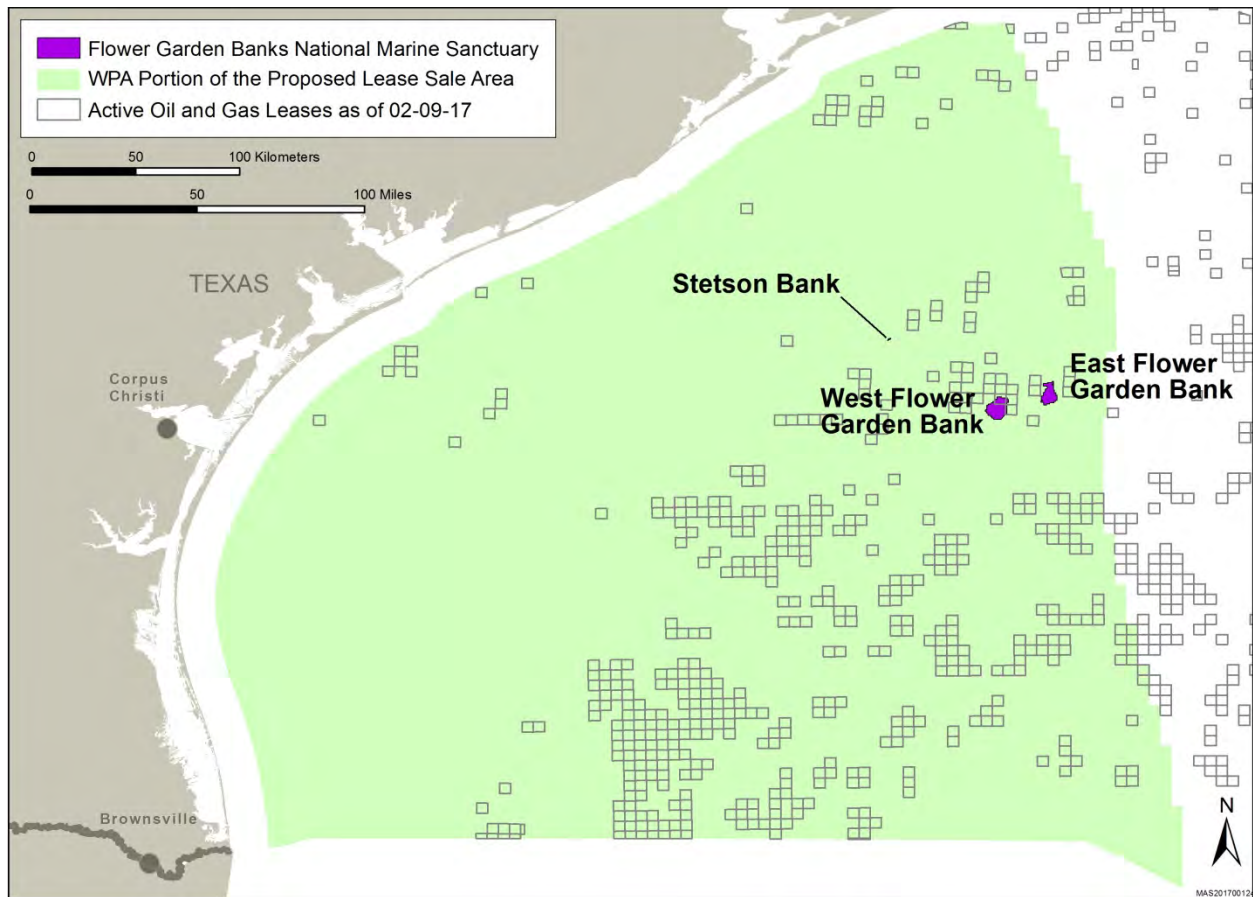 Flower Garden Banks National Marine Sanctuary
WPA Portion of the Proposed Lease Sale Area
Active Oil and Gas Leases as of 02-09-17
0 50 100 Kilometers
0 50 100 Miles
TEXAS
Stetson Bank
East Flower
Garden Bank
West Flower
Garden Bank
Corpus
Christi
Brownsville
N
MAS201700124